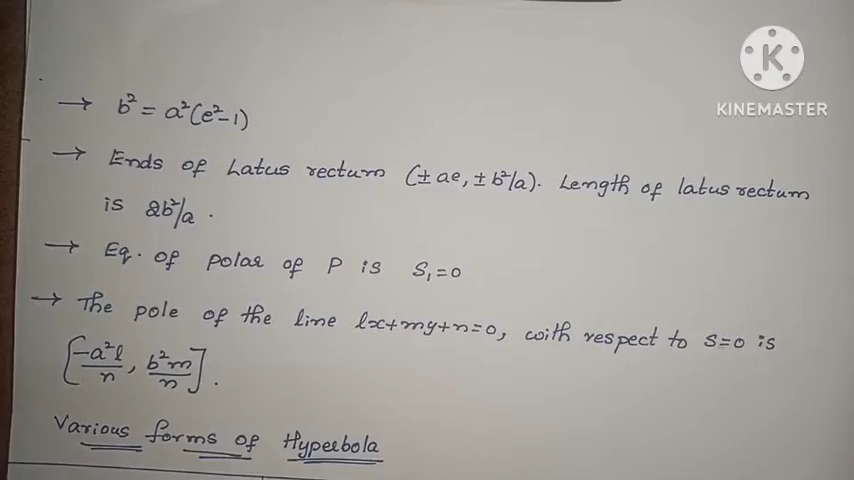 → b² = a²(e²-1)
KINEMASTER
→ Ends of Latus rectum (± ae, ± b²/a). Length of latus rectum
is 2b²/a .
→ Eq. of polar of P is S₁=0
→ The pole of the line lx+my+n=0, with respect to S=0 is
[-a²l/n, b²m/n].
Various forms of Hyperbola